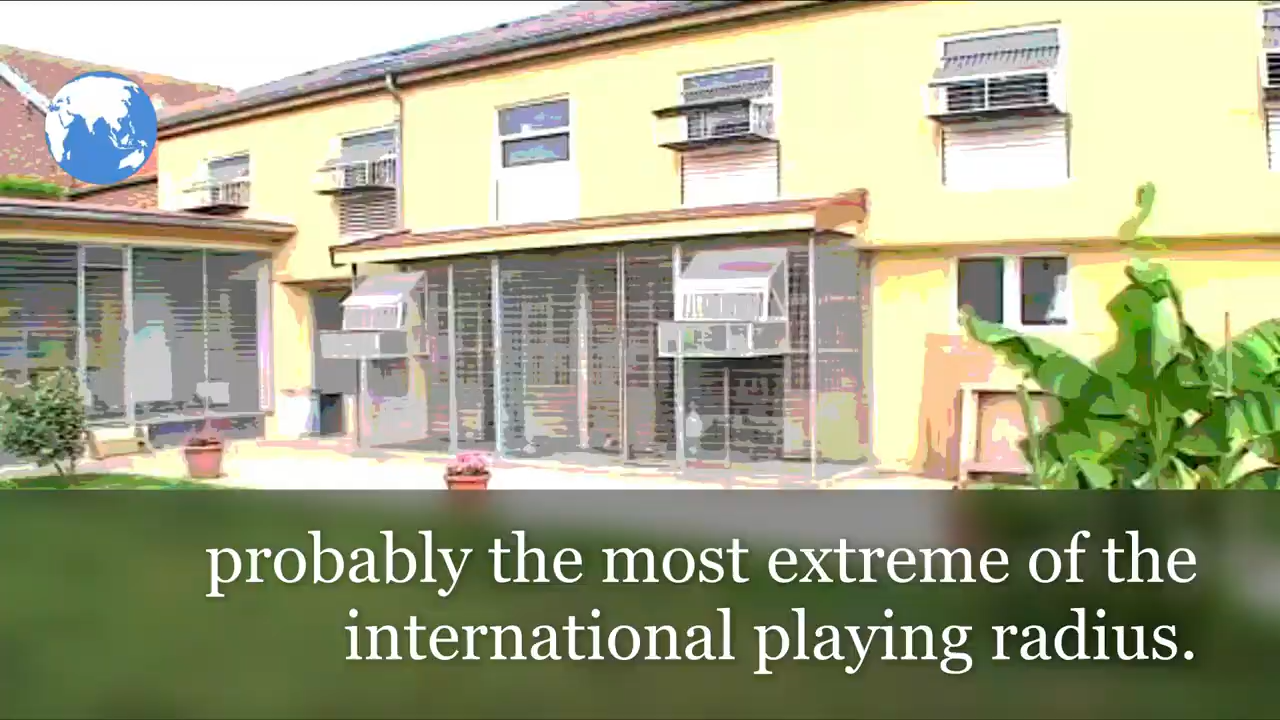 probably the most extreme of the
international playing radius.